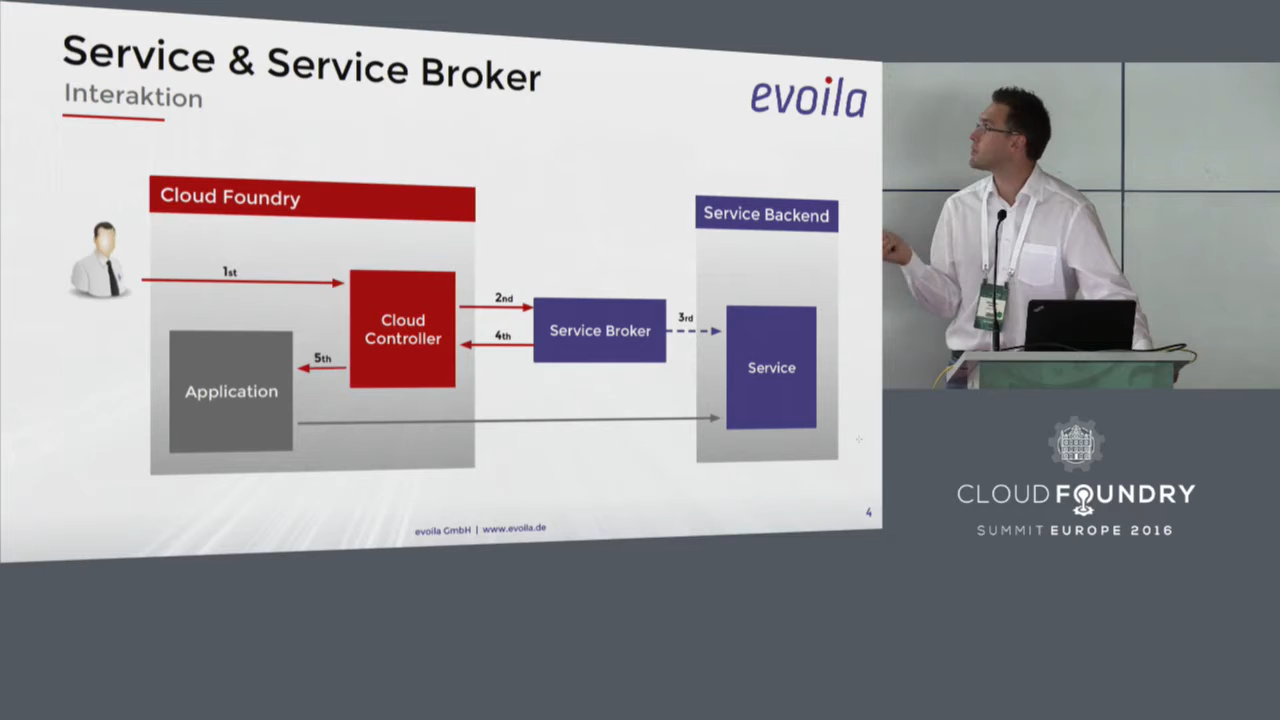 Service & Service Broker
Interaktion
evoila
Cloud Foundry
Service Backend
1st
2nd
3rd
4th
5th
Cloud
Controller
Service Broker
Service
Application
evoila GmbH | www.evoila.de
4
CLOUD FOUNDRY
SUMMIT EUROPE 2016